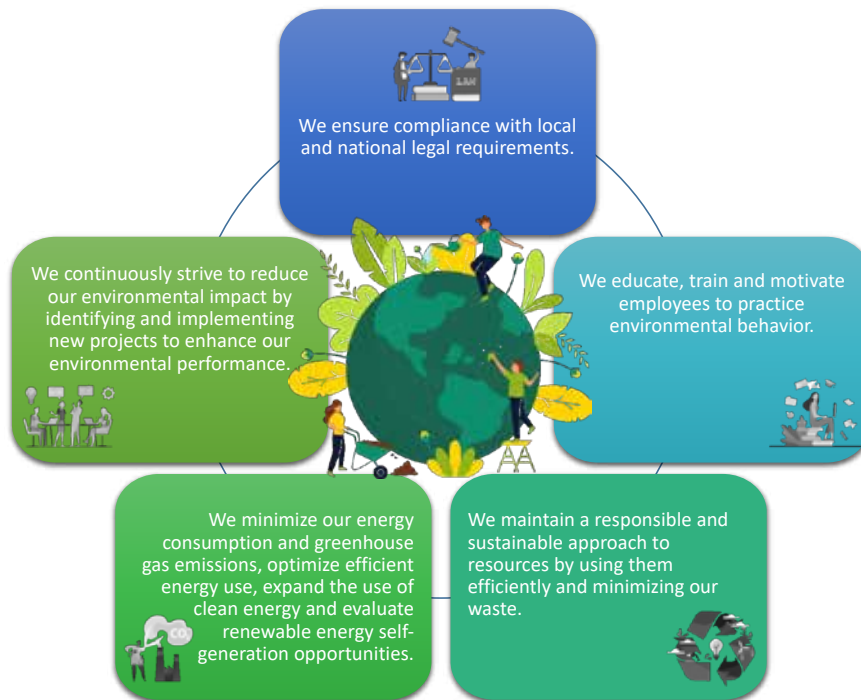 LAW
We ensure compliance with local
and national legal requirements.
We educate, train and motivate
employees to practice
environmental behavior.
We maintain a responsible and
sustainable approach to
resources by using them
efficiently and minimizing our
waste.
We minimize our energy
consumption and greenhouse
gas emissions, optimize efficient
energy use, expand the use of
clean energy and evaluate
renewable energy self-
generation opportunities.
CO₂
We continuously strive to reduce
our environmental impact by
identifying and implementing
new projects to enhance our
environmental performance.